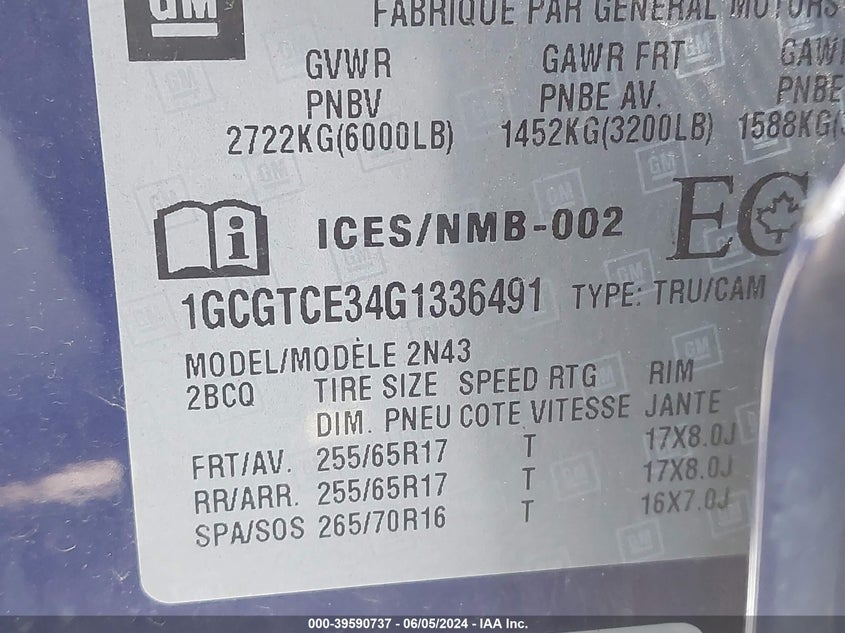 GM
FABRIQUÉ PAR GENERAL MOTORS
GVWR GAWR FRT
PNBV PNBE AV. PNBE
2722KG(6000LB) 1452KG(3200LB) 1588KG(
i ICES/NMB-002 EC
1GCGTCE34G1336491 TYPE: TRU/CAM
MODEL/MODÈLE 2N43
2BCQ TIRE SIZE SPEED RTG RIM
DIM. PNEU COTE VITESSE JANTE
FRT/AV. 255/65R17 T 17X8.0J
RR/ARR. 255/65R17 T 17X8.0J
SPA/SOS 265/70R16 T 16X7.0J
000-39590737 - 06/05/2024 - IAA Inc.